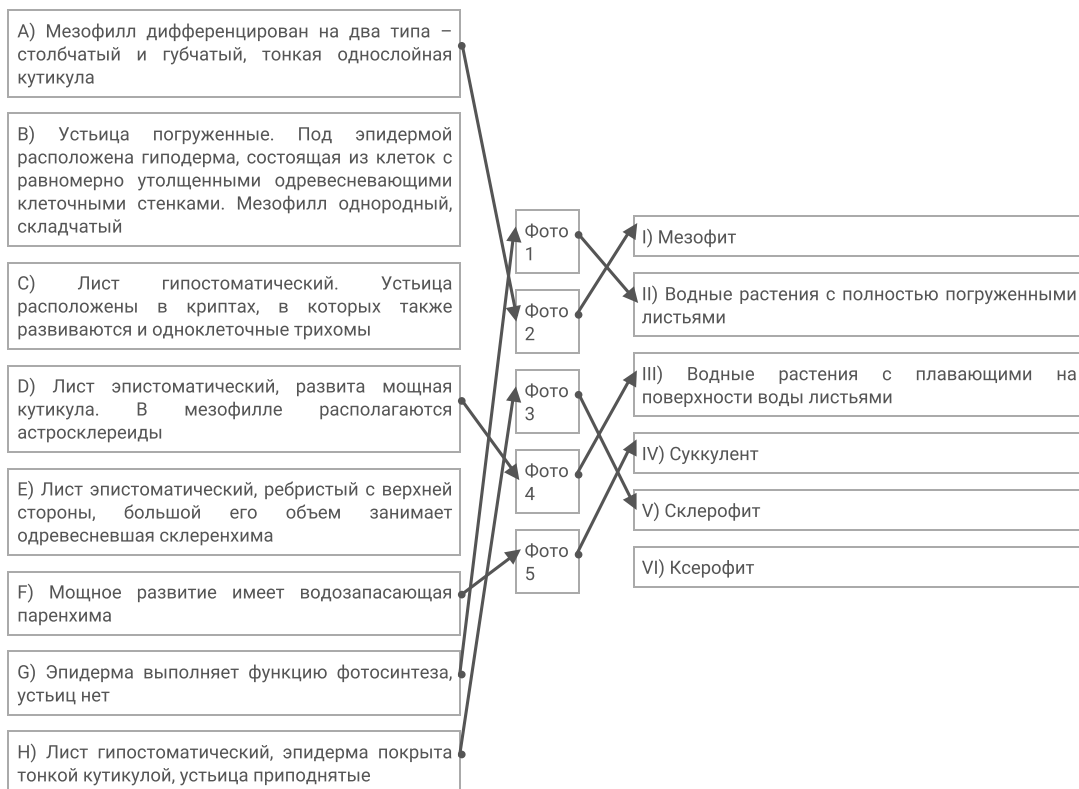 A) Мезофилл дифференцирован на два типа –
столбчатый и губчатый, тонкая однослойная
кутикула
B) Устьица погруженные. Под эпидермой
расположена гиподерма, состоящая из клеток с
равномерно утолщенными одревесневающими
клеточными стенками. Мезофилл однородный,
складчатый
C) Лист гипостоматический. Устьица
расположены в криптах, в которых также
развиваются и одноклеточные трихомы
D) Лист эпистоматический, развита мощная
кутикула. В мезофилле располагаются
астросклереиды
E) Лист эпистоматический, ребристый с верхней
стороны, большой его объем занимает
одревесневшая склеренхима
F) Мощное развитие имеет водозапасающая
паренхима
G) Эпидерма выполняет функцию фотосинтеза,
устьиц нет
H) Лист гипостоматический, эпидерма покрыта
тонкой кутикулой, устьица приподнятые
Фото
1
Фото
2
Фото
3
Фото
4
Фото
5
I) Мезофит
II) Водные растения с полностью погруженными
листьями
III) Водные растения с плавающими на
поверхности воды листьями
IV) Суккулент
V) Склерофит
VI) Ксерофит